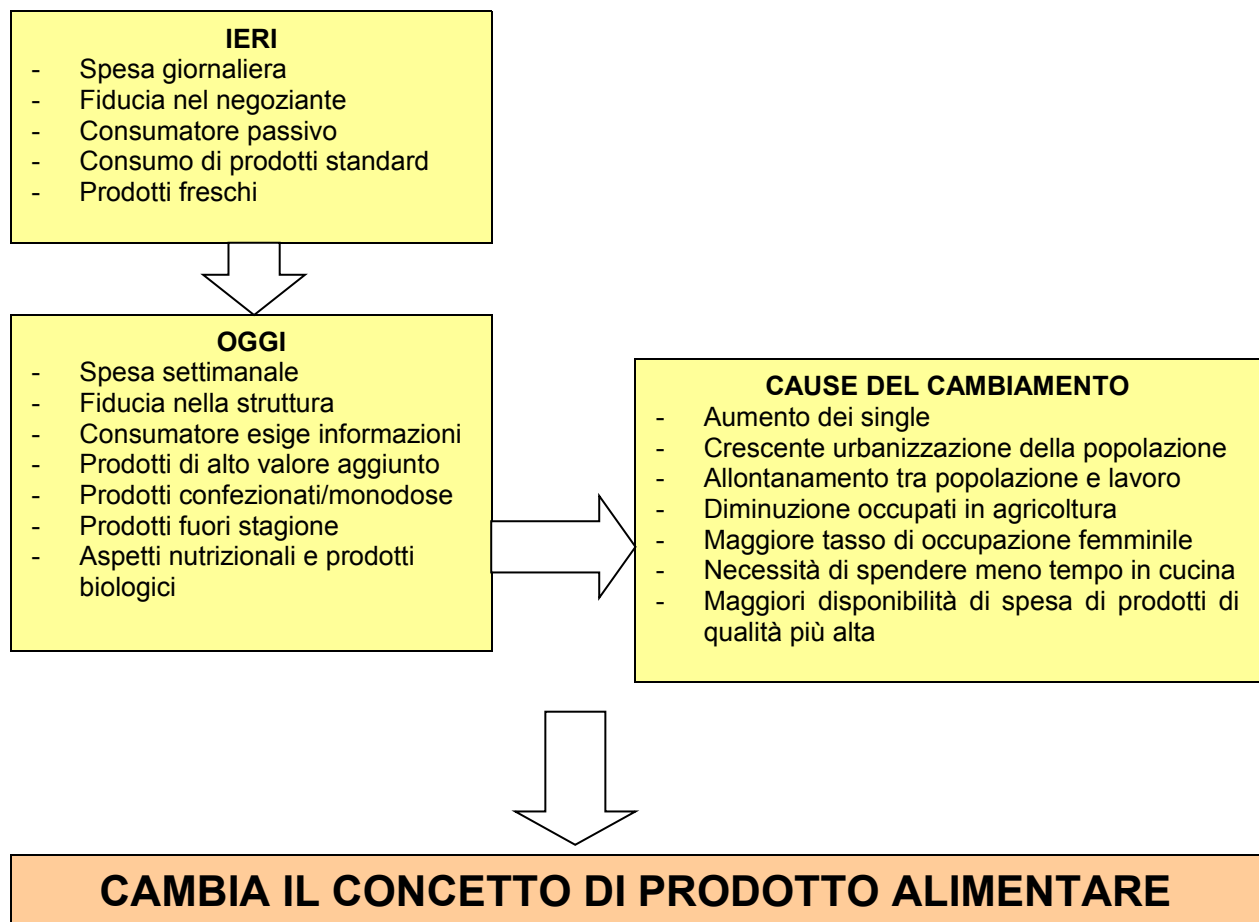 IERI
- Spesa giornaliera
- Fiducia nel negoziante
- Consumatore passivo
- Consumo di prodotti standard
- Prodotti freschi
OGGI
- Spesa settimanale
- Fiducia nella struttura
- Consumatore esige informazioni
- Prodotti di alto valore aggiunto
- Prodotti confezionati/monodose
- Prodotti fuori stagione
- Aspetti nutrizionali e prodotti
biologici
CAUSE DEL CAMBIAMENTO
- Aumento dei single
- Crescente urbanizzazione della popolazione
- Allontanamento tra popolazione e lavoro
- Diminuzione occupati in agricoltura
- Maggiore tasso di occupazione femminile
- Necessità di spendere meno tempo in cucina
- Maggiori disponibilità di spesa di prodotti di
qualità più alta
CAMBIA IL CONCETTO DI PRODOTTO ALIMENTARE